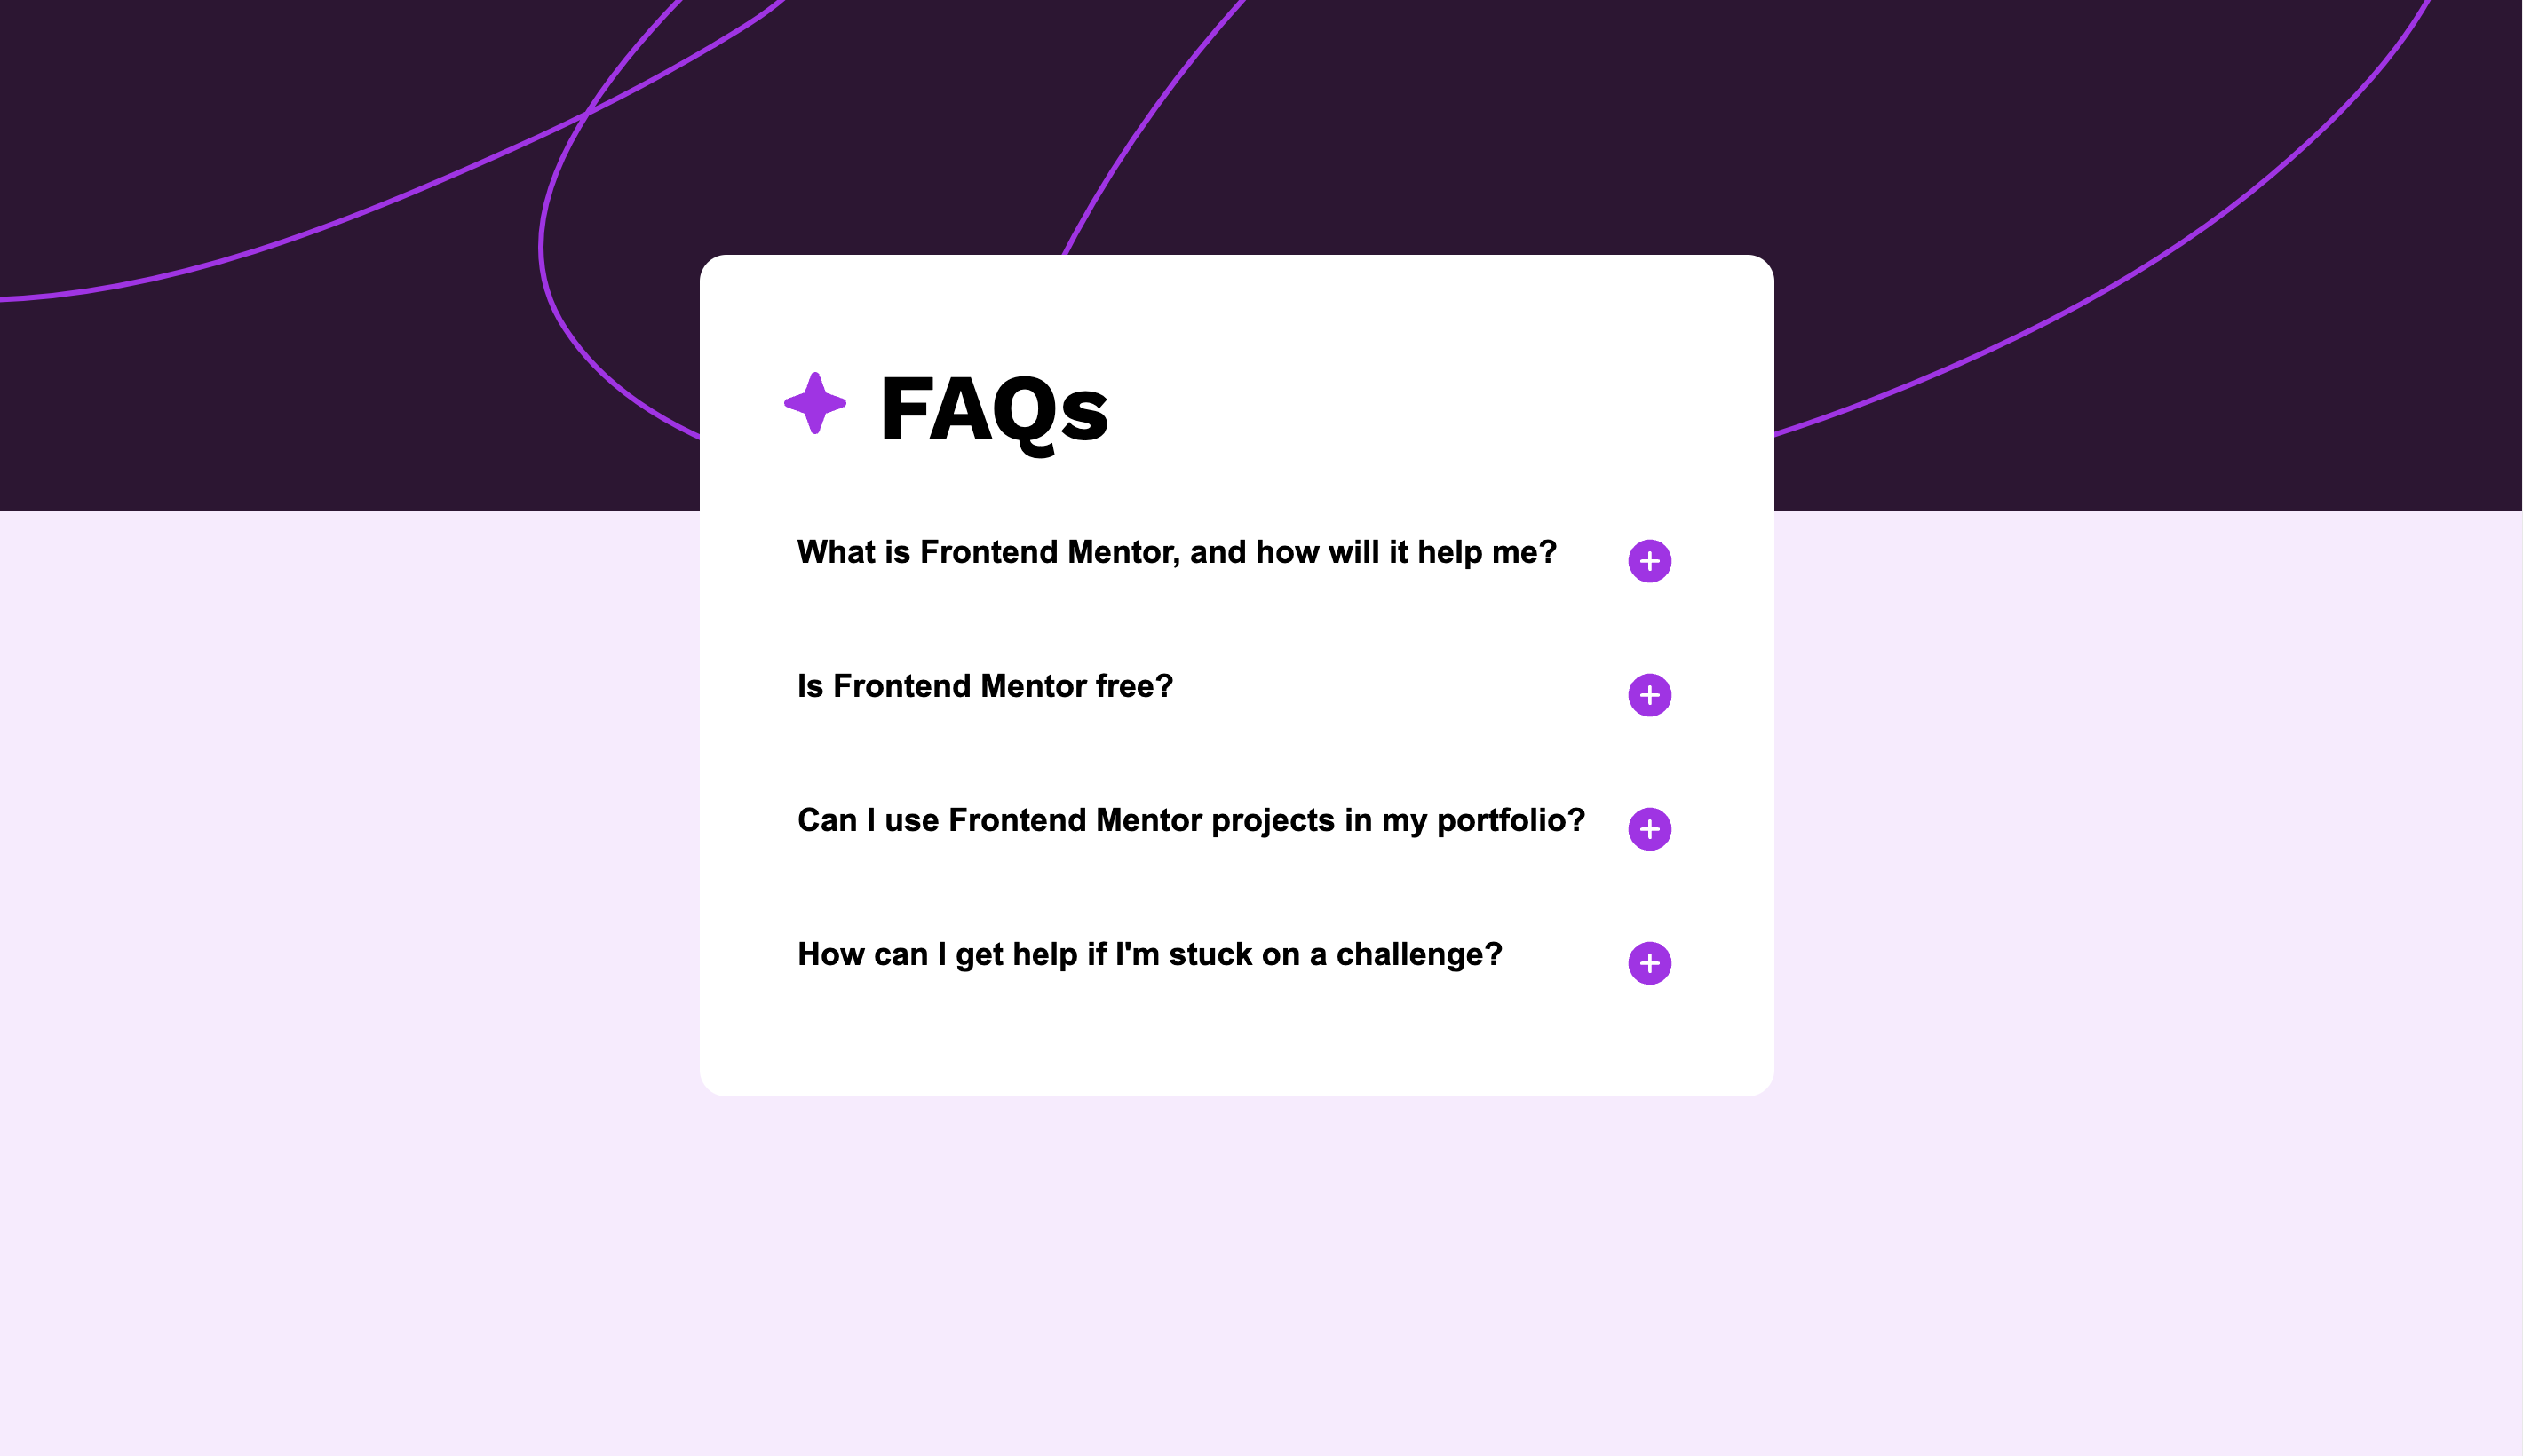 FAQs
What is Frontend Mentor, and how will it help me?
Is Frontend Mentor free?
Can I use Frontend Mentor projects in my portfolio?
How can I get help if I'm stuck on a challenge?